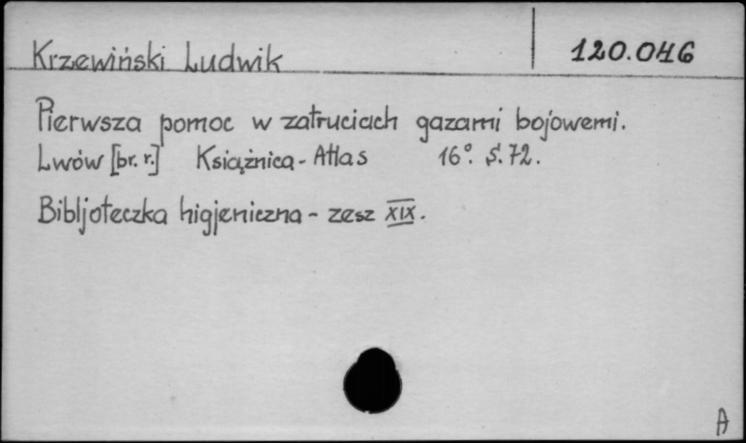 Krzewiński Ludwik 120.046
Pierwsza pomoc w zatruciach gazami bojowemi.
Lwów [br. r.] Książnica - Atlas 16°. S. 72.
Bibljoteczka higjeniczna - zesz XIX.
A